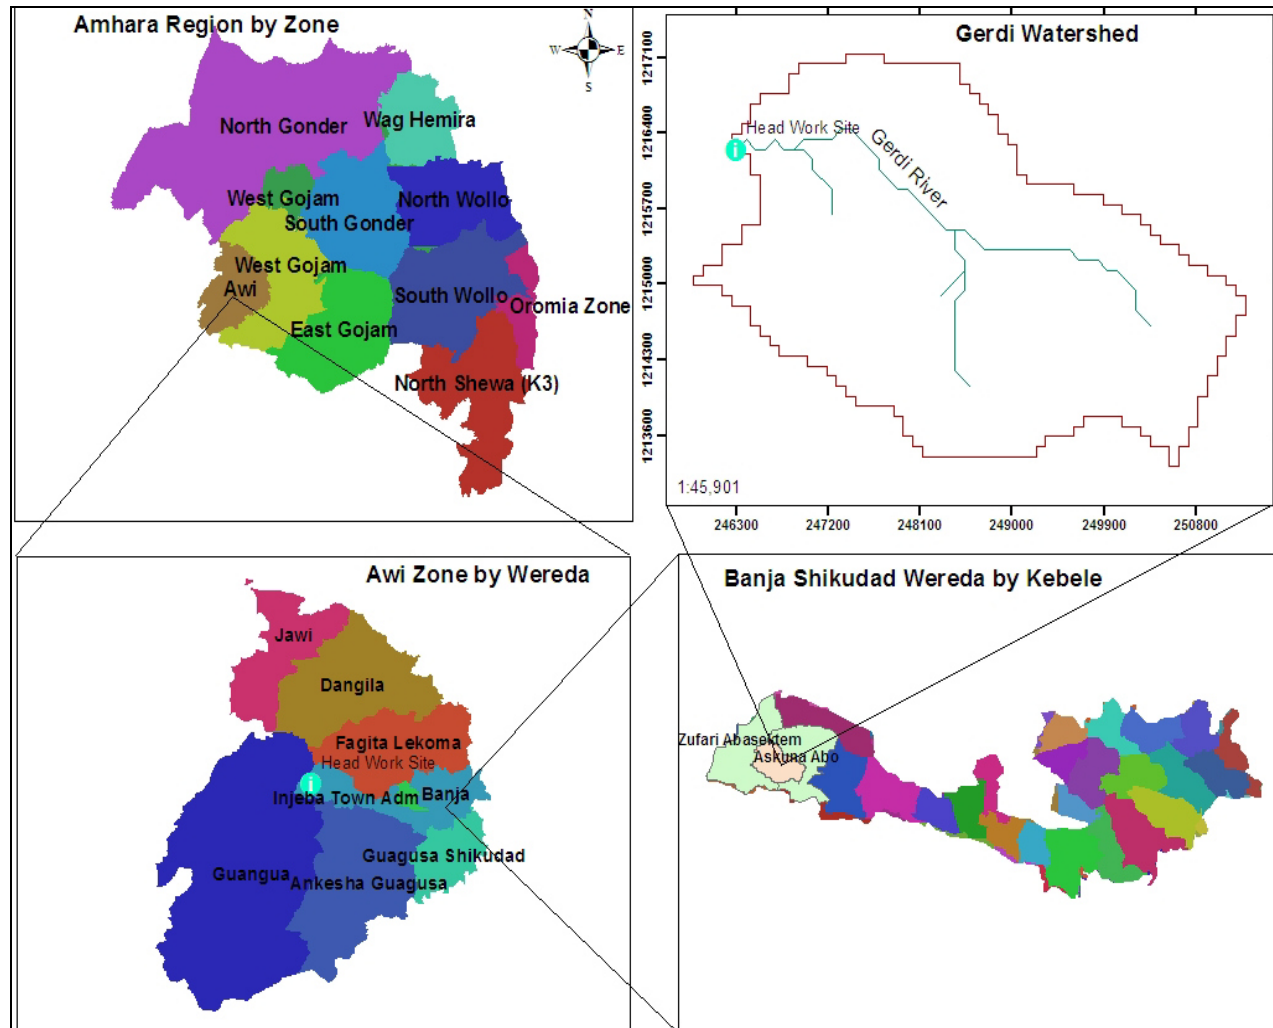 Amhara Region by Zone
N
W
E
S
North Gonder
Wag Hemira
West Gojam
South Gonder
North Wollo
West Gojam
Awi
South Wollo
Oromia Zone
East Gojam
North Shewa (K3)
Gerdi Watershed
1217100
1216400
1215700
1215000
1214300
1213600
Head Work Site
i
Gerdi River
1:45,901
246300 247200 248100 249000 249900 250800
Awi Zone by Wereda
Jawi
Dangila
Fagita Lekoma
Head Work Site
i
Injeba Town Adm
Banja
Guagusa Shikudad
Guangua
Ankesha Guagusa
Banja Shikudad Wereda by Kebele
Zufari Abasektem
Askuna Abo